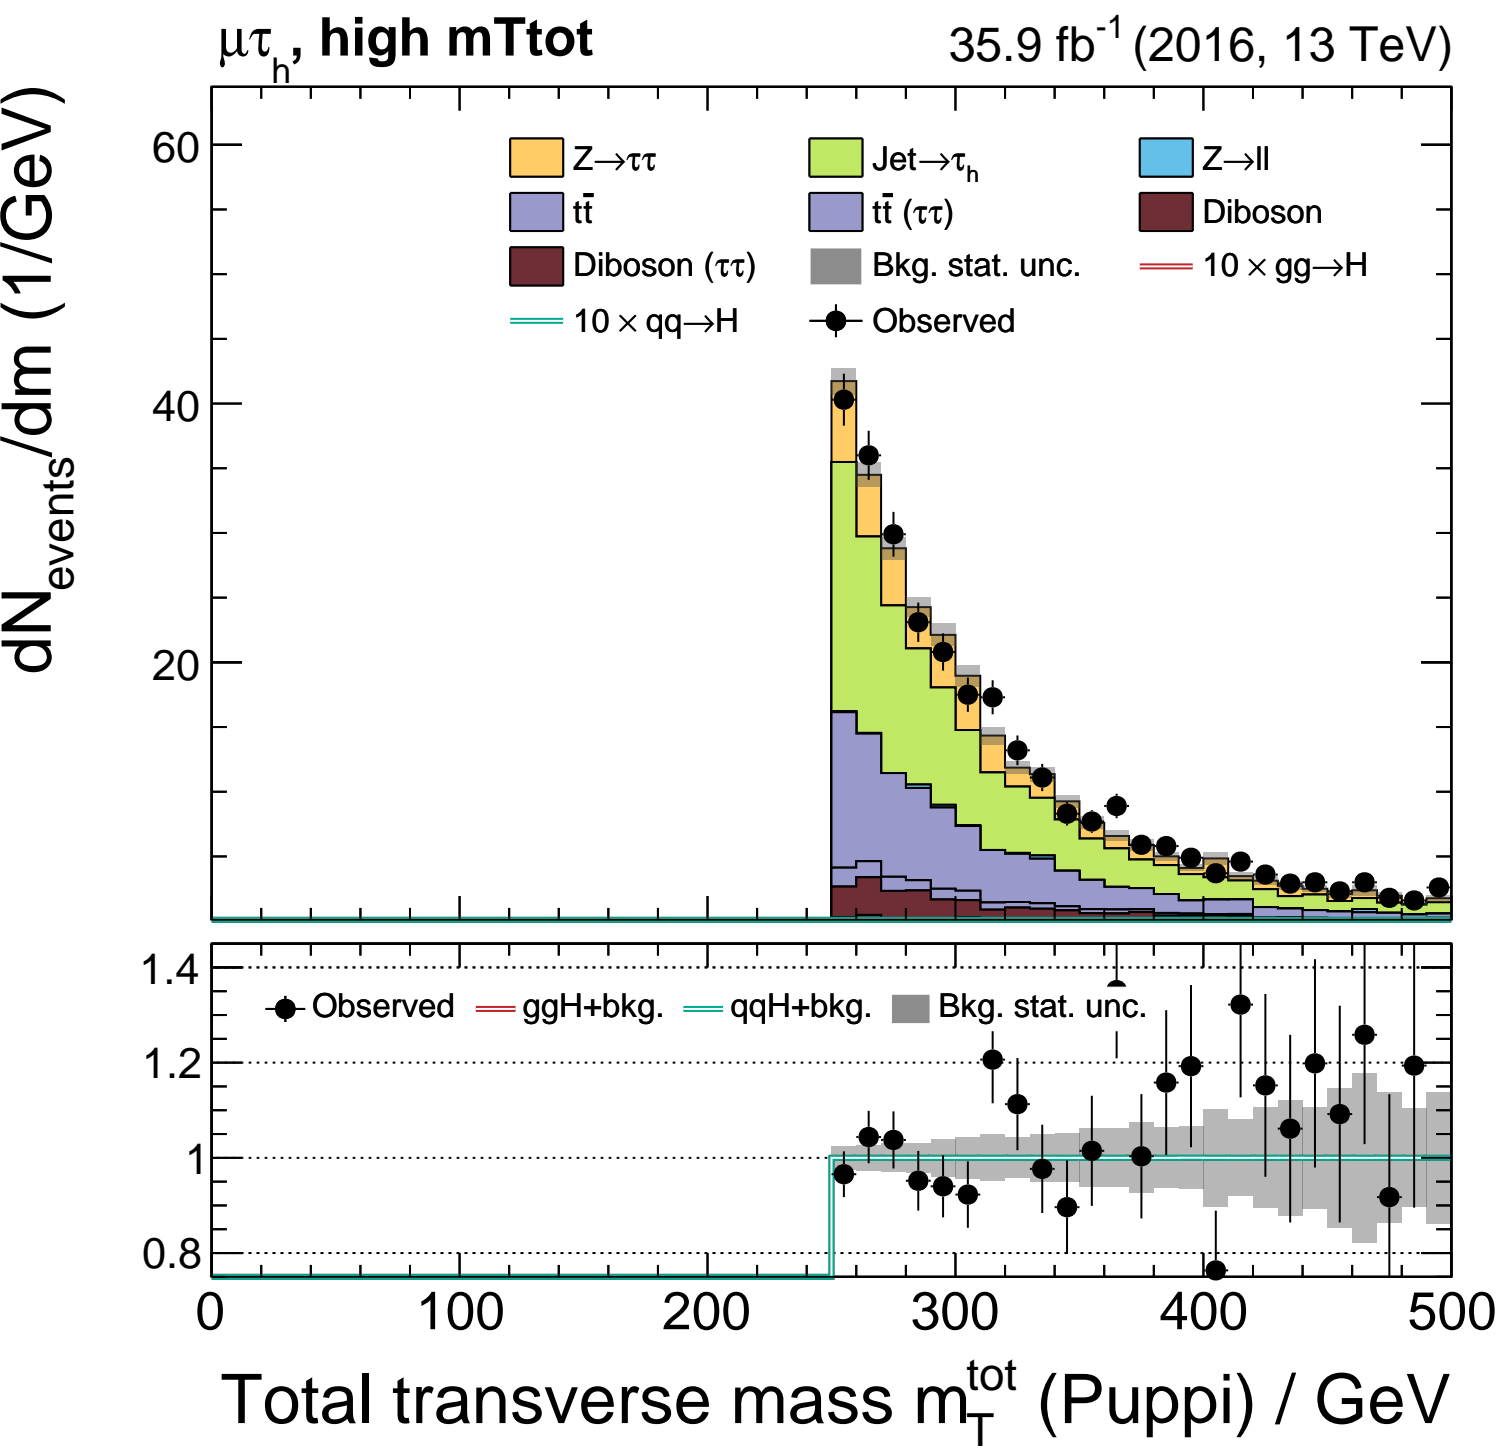 μτh, high mTtot 35.9 fb-1 (2016, 13 TeV)
dNevents/dm (1/GeV)
60
40
20
Z→ττ Jet→τh Z→ll
tt̄ tt̄ (ττ) Diboson
Diboson (ττ) Bkg. stat. unc. 10 × gg→H
10 × qq→H Observed
1.4
1.2
1
0.8
Observed ggH+bkg. qqH+bkg. Bkg. stat. unc.
0 100 200 300 400 500
Total transverse mass mTtot (Puppi) / GeV